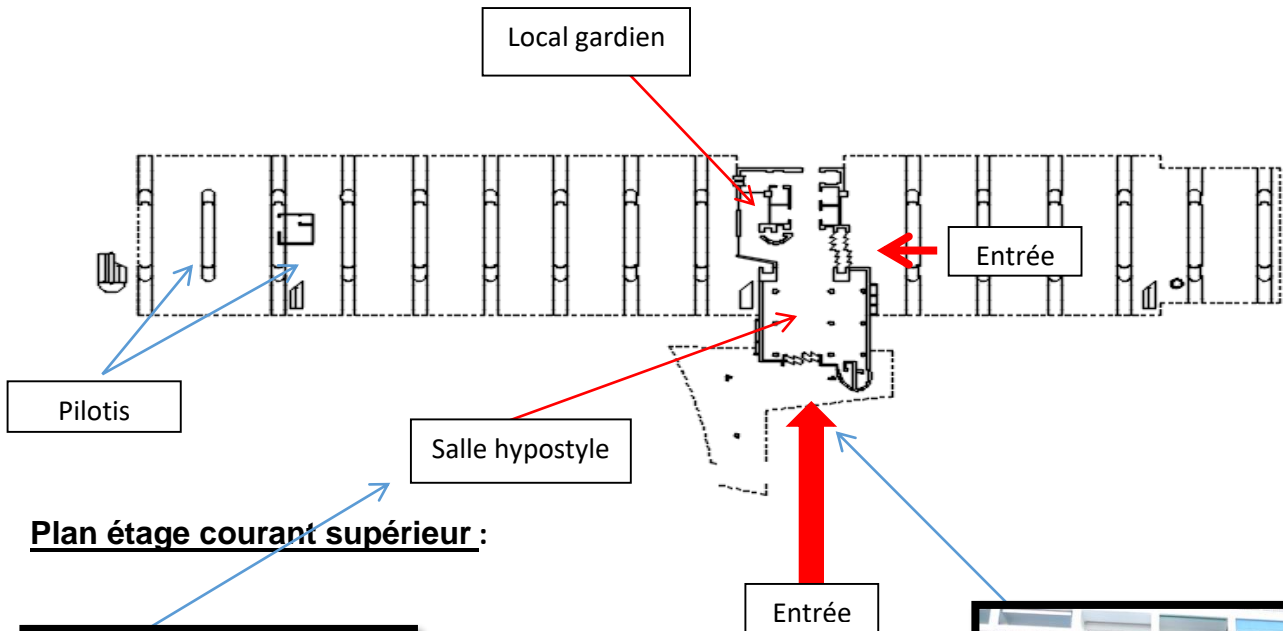 Local gardien
Entrée
Pilotis
Salle hypostyle
Plan étage courant supérieur :
Entrée